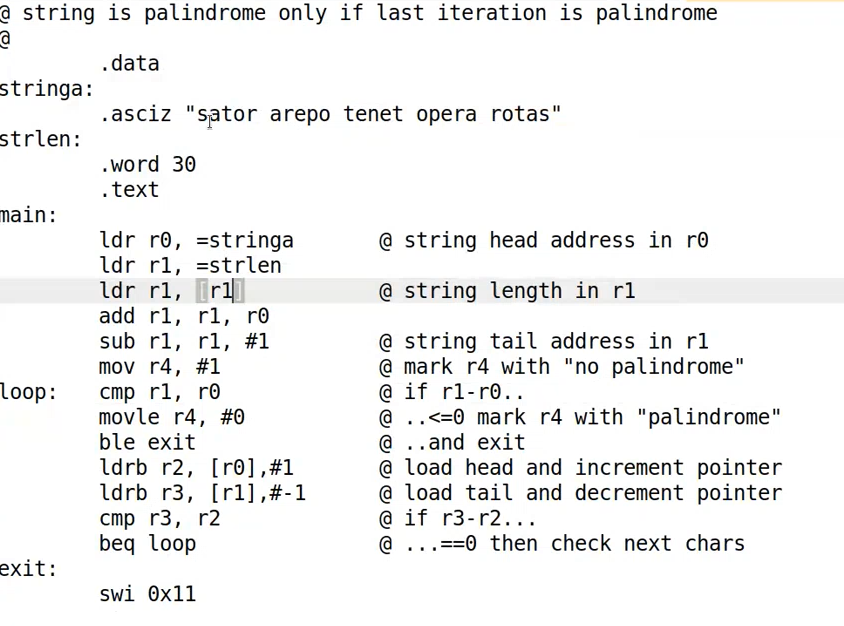 @ string is palindrome only if last iteration is palindrome
@
.data
stringa:
.asciz "sator arepo tenet opera rotas"
strlen:
.word 30
.text
main:
ldr r0, =stringa @ string head address in r0
ldr r1, =strlen
ldr r1, [r1] @ string length in r1
add r1, r1, r0
sub r1, r1, #1 @ string tail address in r1
mov r4, #1 @ mark r4 with "no palindrome"
loop: cmp r1, r0 @ if r1-r0..
movle r4, #0 @ ..<=0 mark r4 with "palindrome"
ble exit @ ..and exit
ldrb r2, [r0],#1 @ load head and increment pointer
ldrb r3, [r1],#-1 @ load tail and decrement pointer
cmp r3, r2 @ if r3-r2...
beq loop @ ...==0 then check next chars
exit:
swi 0x11